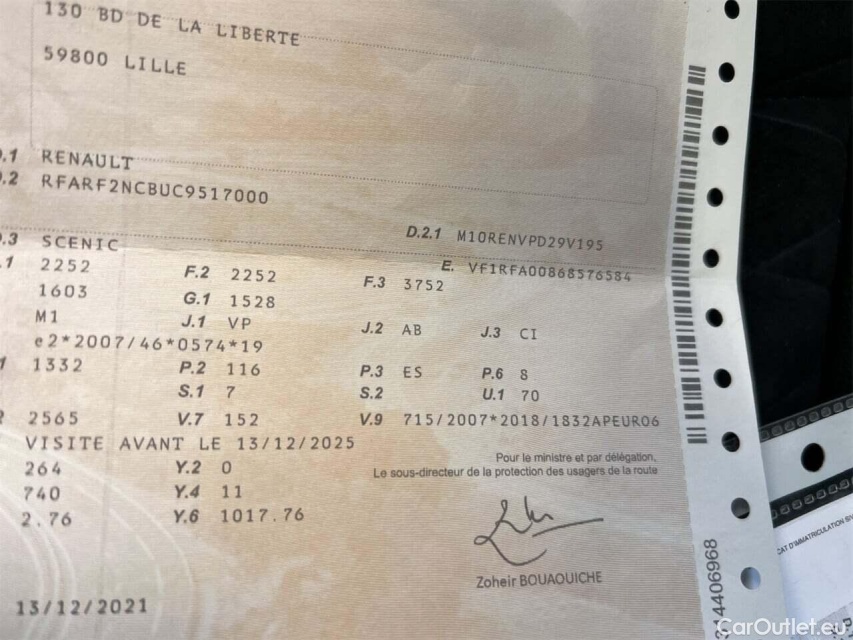 130 BD DE LA LIBERTE
59800 LILLE
.1 RENAULT
.2 RFARF2NCBUC9517000
D.2.1 M10RENVPD29V195
.3 SCENIC
E. VF1RFA00868576584
.1 2252 F.2 2252 F.3 3752
1603 G.1 1528
M1 J.1 VP J.2 AB J.3 CI
e2*2007/46*0574*19
1332 P.2 116 P.3 ES P.6 8
S.1 7 S.2 U.1 70
2565 V.7 152 V.9 715/2007*2018/1832APEURO6
VISITE AVANT LE 13/12/2025
264 Y.2 0
740 Y.4 11
2.76 Y.6 1017.76
Pour le ministre et par délégation,
Le sous-directeur de la protection des usagers de la route
Zoheir BOUAOUICHE
13/12/2021
4406968
CAT D'IMMATRICULATION
CarOutlet.eu